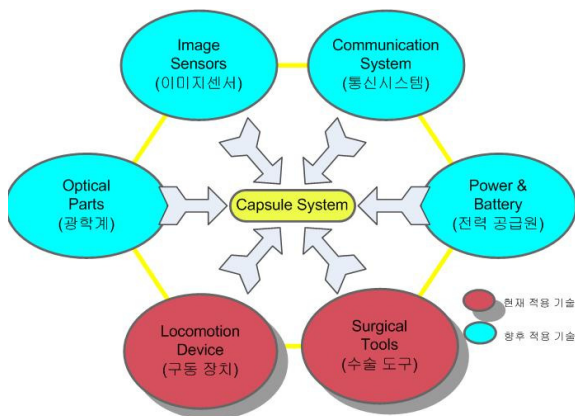 Image
Sensors
(이미지센서)
Communication
System
(통신시스템)
Optical
Parts
(광학계)
Capsule System
Power &
Battery
(전력 공급원)
Locomotion
Device
(구동 장치)
Surgical
Tools
(수술 도구)
현재 적용 기술
향후 적용 기술